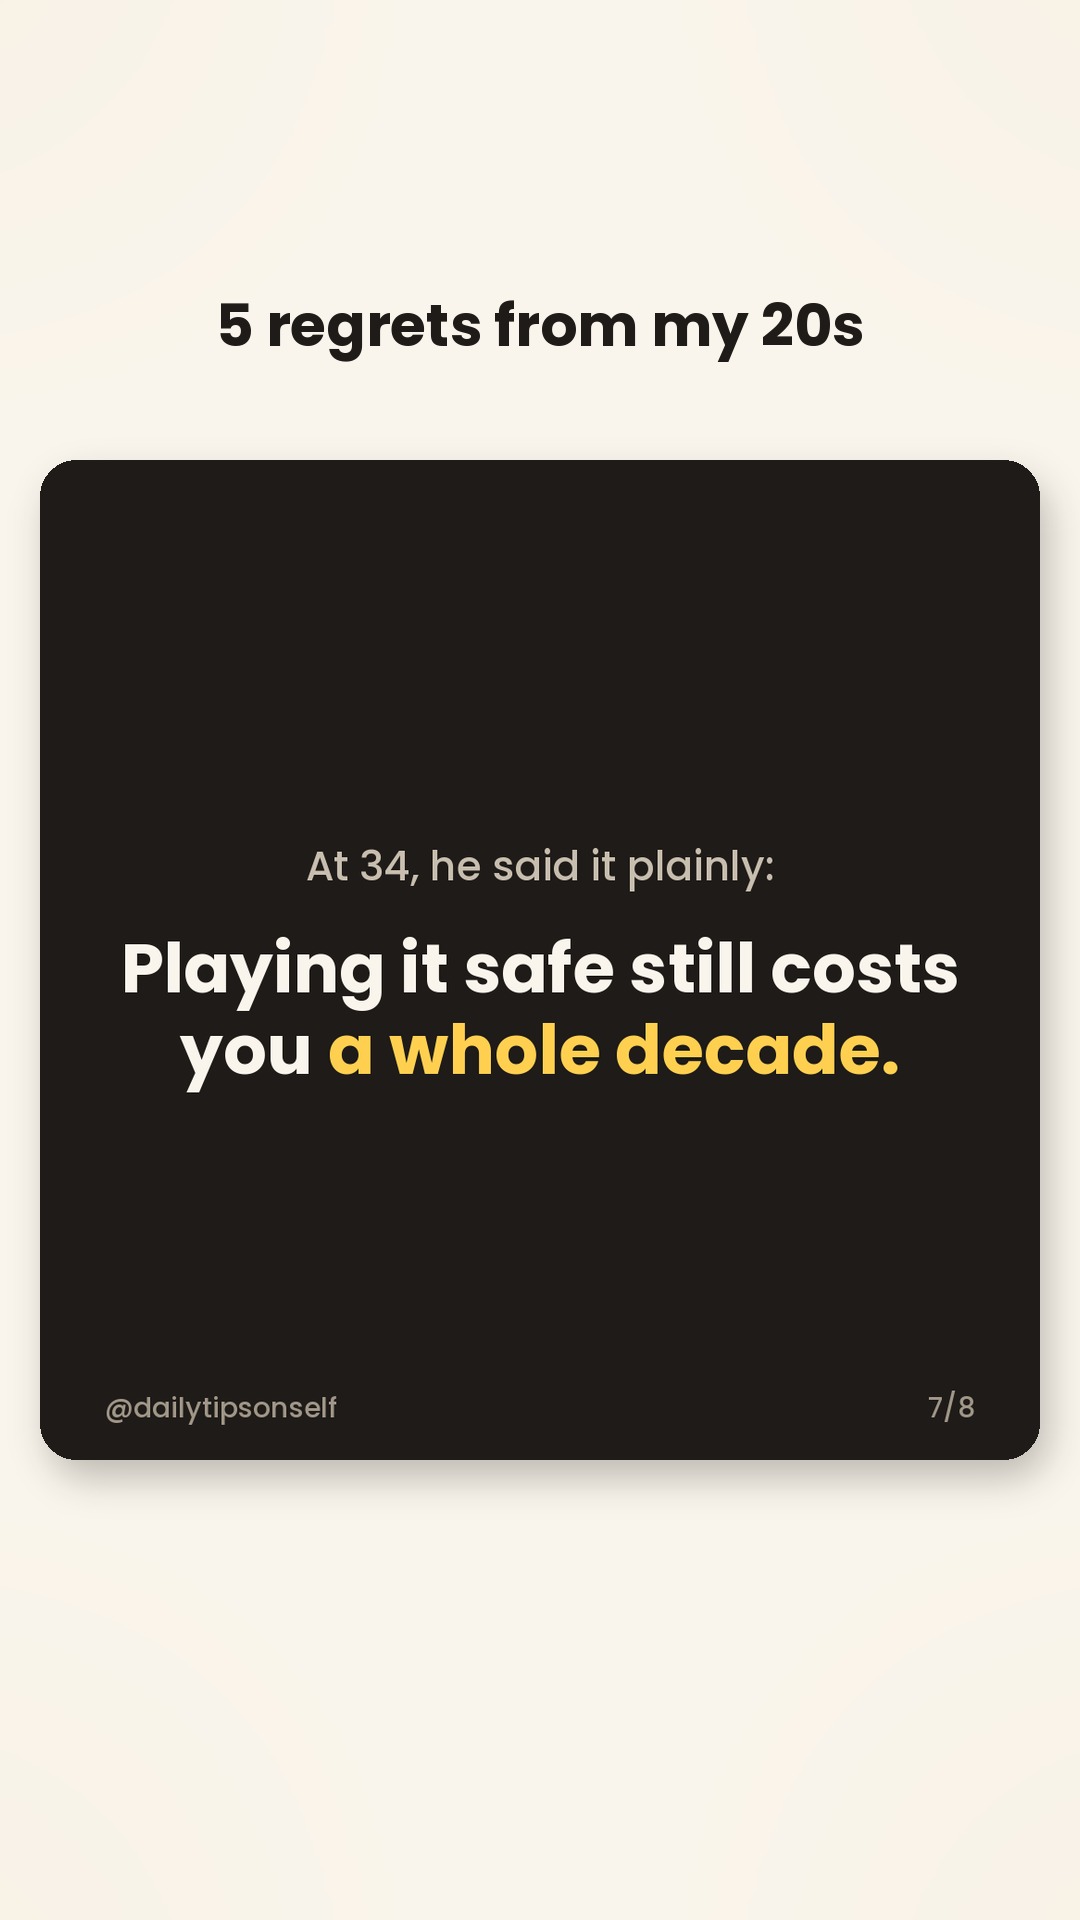 5 regrets from my 20s
At 34, he said it plainly:
Playing it safe still costs
you a whole decade.
@dailytipsonself
7/8